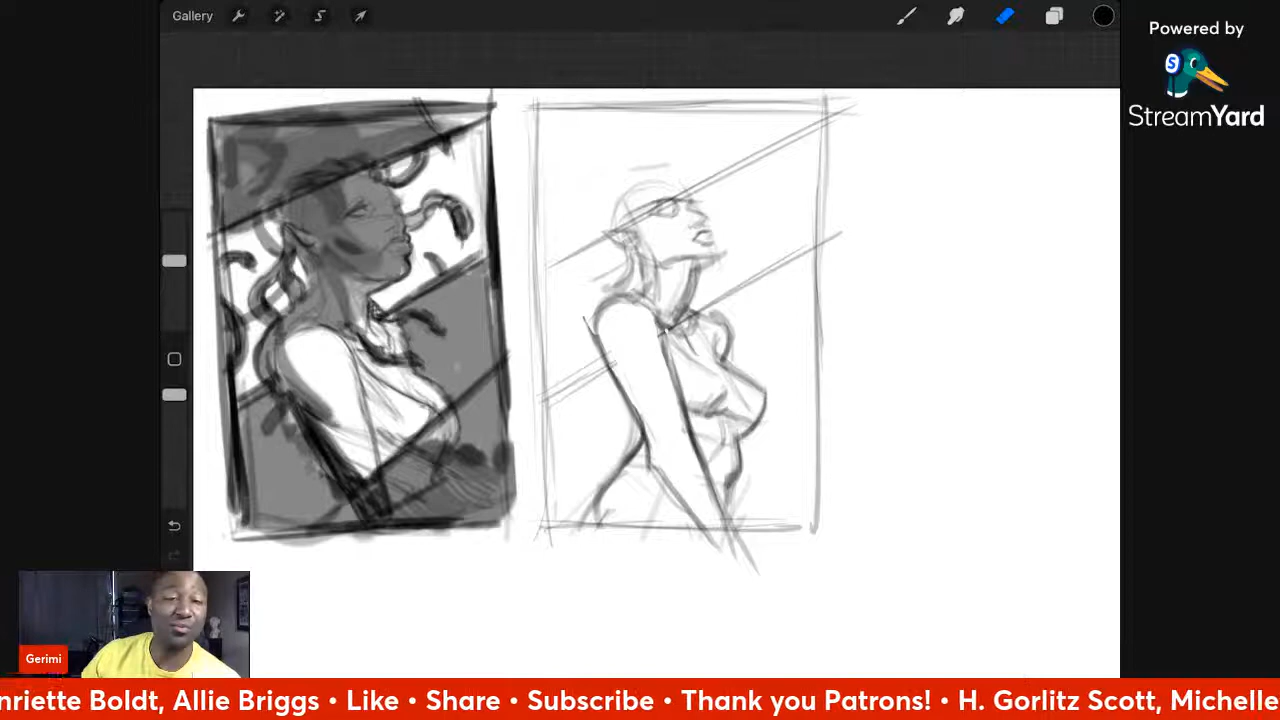 Gallery
Powered by
S
StreamYard
Gerimi
nriette Boldt, Allie Briggs • Like • Share • Subscribe • Thank you Patrons! • H. Gorlitz Scott, Michelle